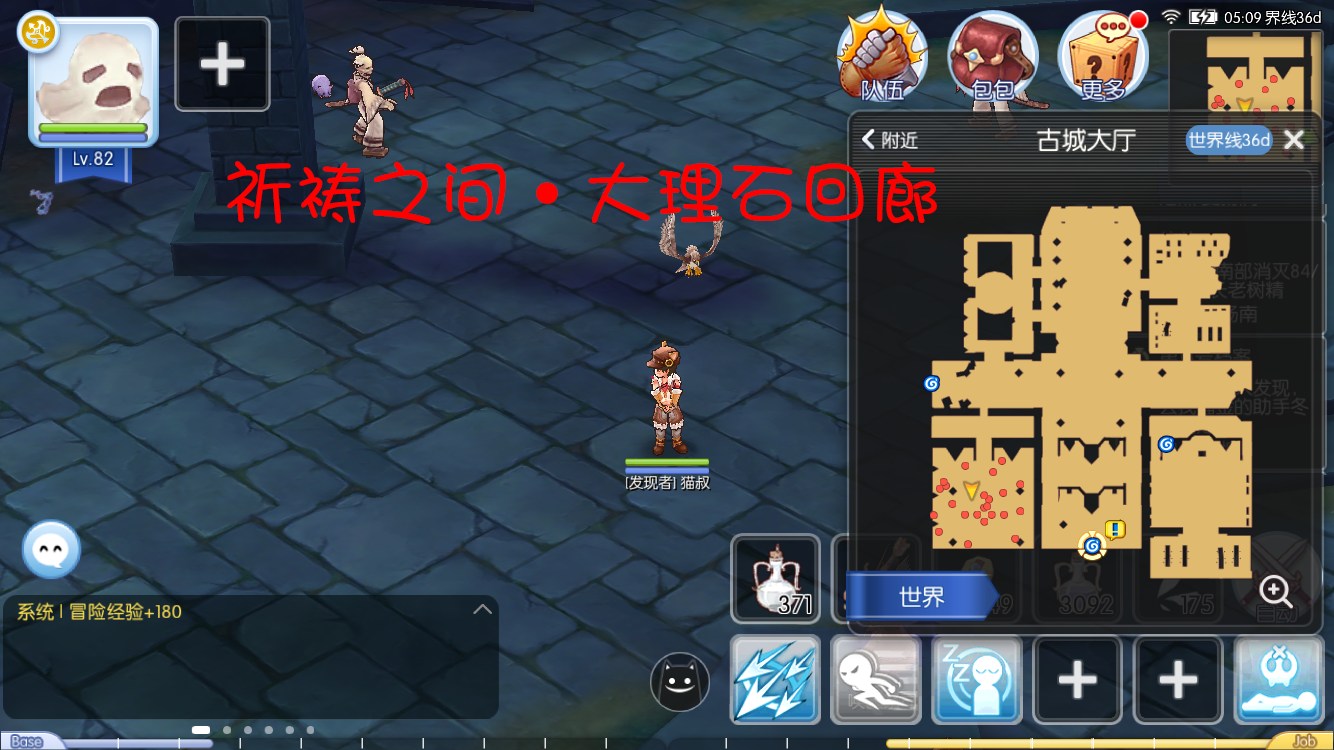 05:09 界线36d
队伍
包包
更多
Lv.82
附近
古城大厅
世界线36d
祈祷之间·大理石回廊
南部消灭84/
老树精
发现
的助手冬
[发现者] 猫叔
系统 | 冒险经验+180
371
3092
175
世界
自动
Base
Job